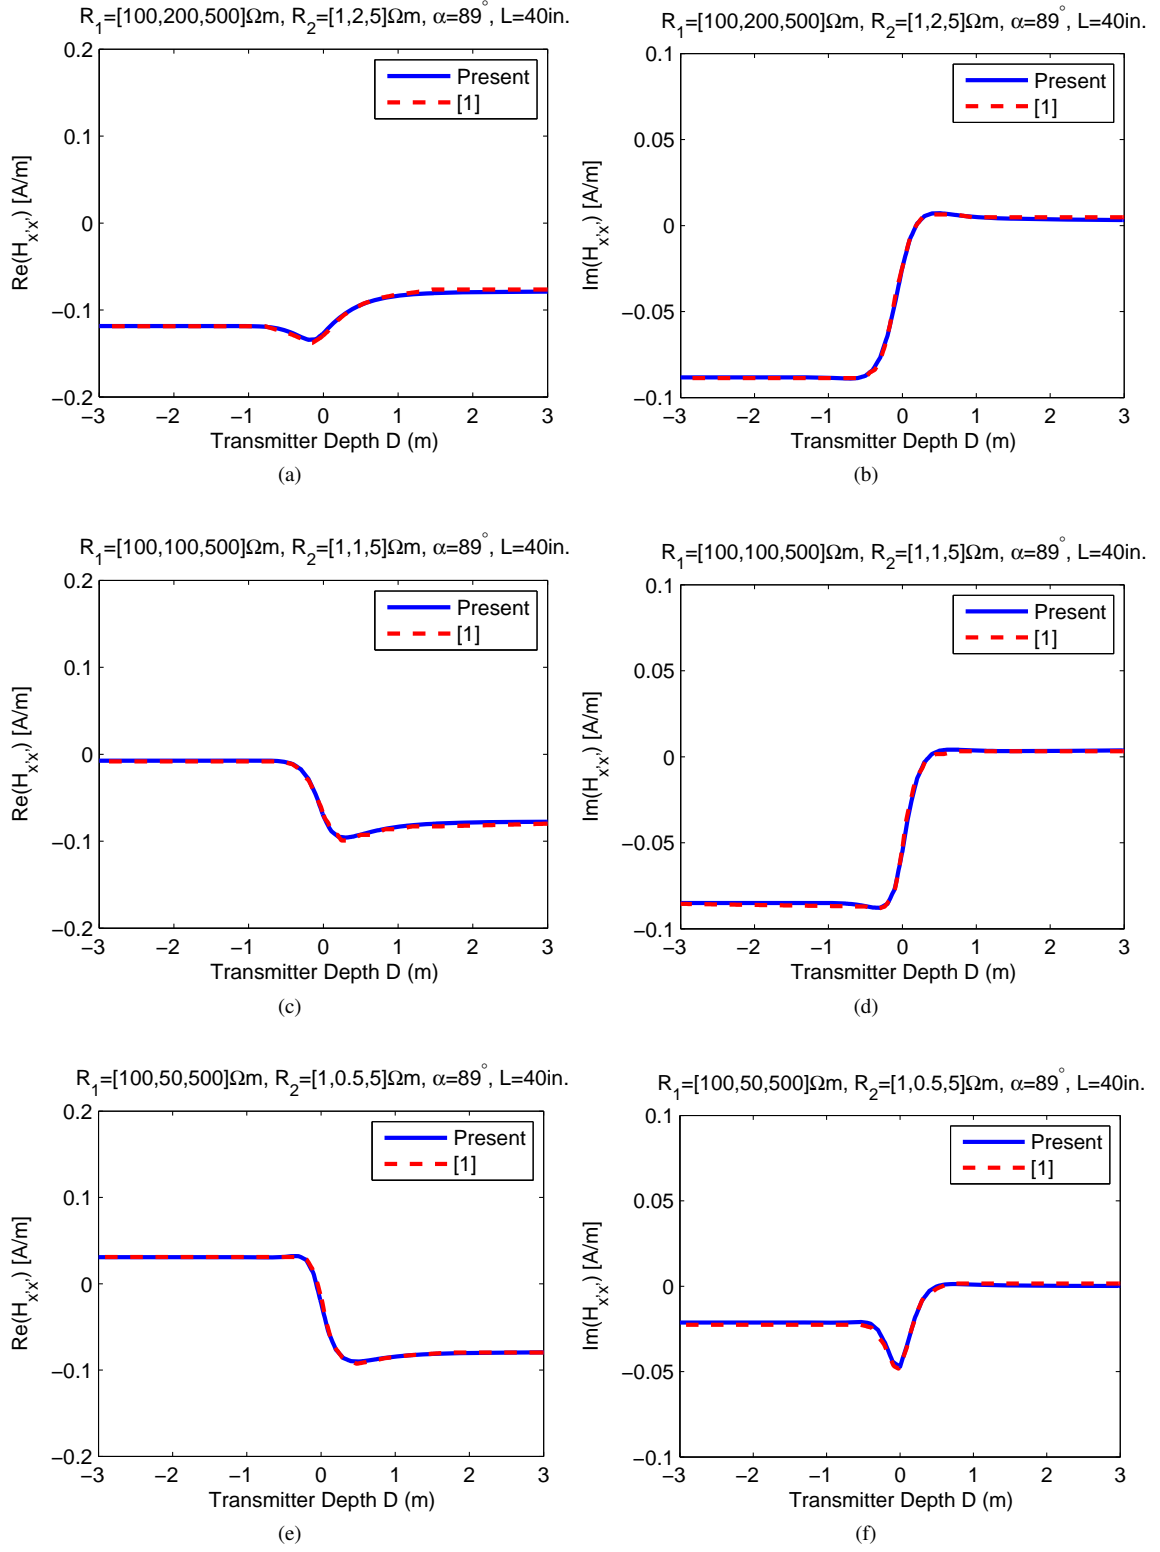 R1=[100,200,500]Ωm, R2=[1,2,5]Ωm, α=89°, L=40in.
Present
[1]
0.2
0.1
0
−0.1
−0.2
Re(Hx'x') [A/m]
−3 −2 −1 0 1 2 3
Transmitter Depth D (m)
(a)
R1=[100,200,500]Ωm, R2=[1,2,5]Ωm, α=89°, L=40in.
Present
[1]
0.1
0.05
0
−0.05
−0.1
Im(Hx'x') [A/m]
−3 −2 −1 0 1 2 3
Transmitter Depth D (m)
(b)
R1=[100,100,500]Ωm, R2=[1,1,5]Ωm, α=89°, L=40in.
Present
[1]
0.2
0.1
0
−0.1
−0.2
Re(Hx'x') [A/m]
−3 −2 −1 0 1 2 3
Transmitter Depth D (m)
(c)
R1=[100,100,500]Ωm, R2=[1,1,5]Ωm, α=89°, L=40in.
Present
[1]
0.1
0.05
0
−0.05
−0.1
Im(Hx'x') [A/m]
−3 −2 −1 0 1 2 3
Transmitter Depth D (m)
(d)
R1=[100,50,500]Ωm, R2=[1,0.5,5]Ωm, α=89°, L=40in.
Present
[1]
0.2
0.1
0
−0.1
−0.2
Re(Hx'x') [A/m]
−3 −2 −1 0 1 2 3
Transmitter Depth D (m)
(e)
R1=[100,50,500]Ωm, R2=[1,0.5,5]Ωm, α=89°, L=40in.
Present
[1]
0.1
0.05
0
−0.05
−0.1
Im(Hx'x') [A/m]
−3 −2 −1 0 1 2 3
Transmitter Depth D (m)
(f)